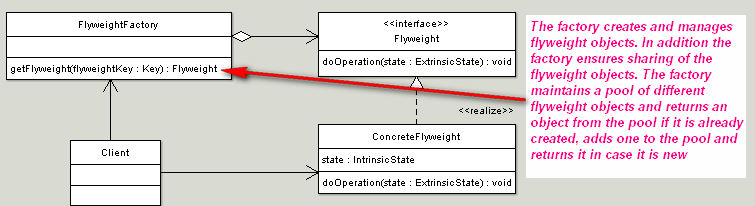 FlyweightFactory
getFlyweight(flyweightKey : Key) : Flyweight
<<interface>>
Flyweight
doOperation(state : ExtrinsicState) : void
The factory creates and manages
flyweight objects. In addition the
factory ensures sharing of the
flyweight objects. The factory
maintains a pool of different
flyweight objects and returns an
object from the pool if it is already
created, adds one to the pool and
returns it in case it is new
<<realize>>
Client
ConcreteFlyweight
state : IntrinsicState
doOperation(state : ExtrinsicState) : void